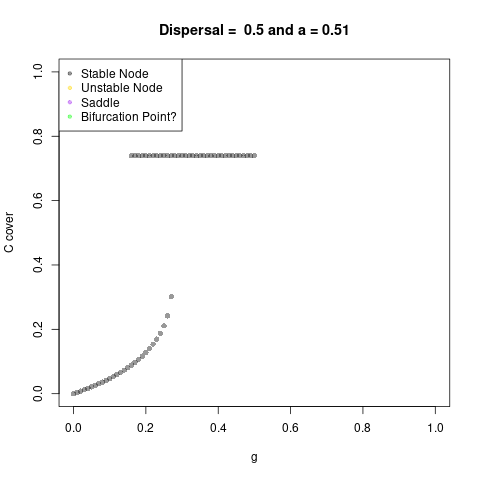 Dispersal =  0.5 and a = 0.51
Stable Node
Unstable Node
Saddle
Bifurcation Point?
C cover
0.0
0.2
0.4
0.6
0.8
1.0
0.0
0.2
0.4
0.6
0.8
1.0
g